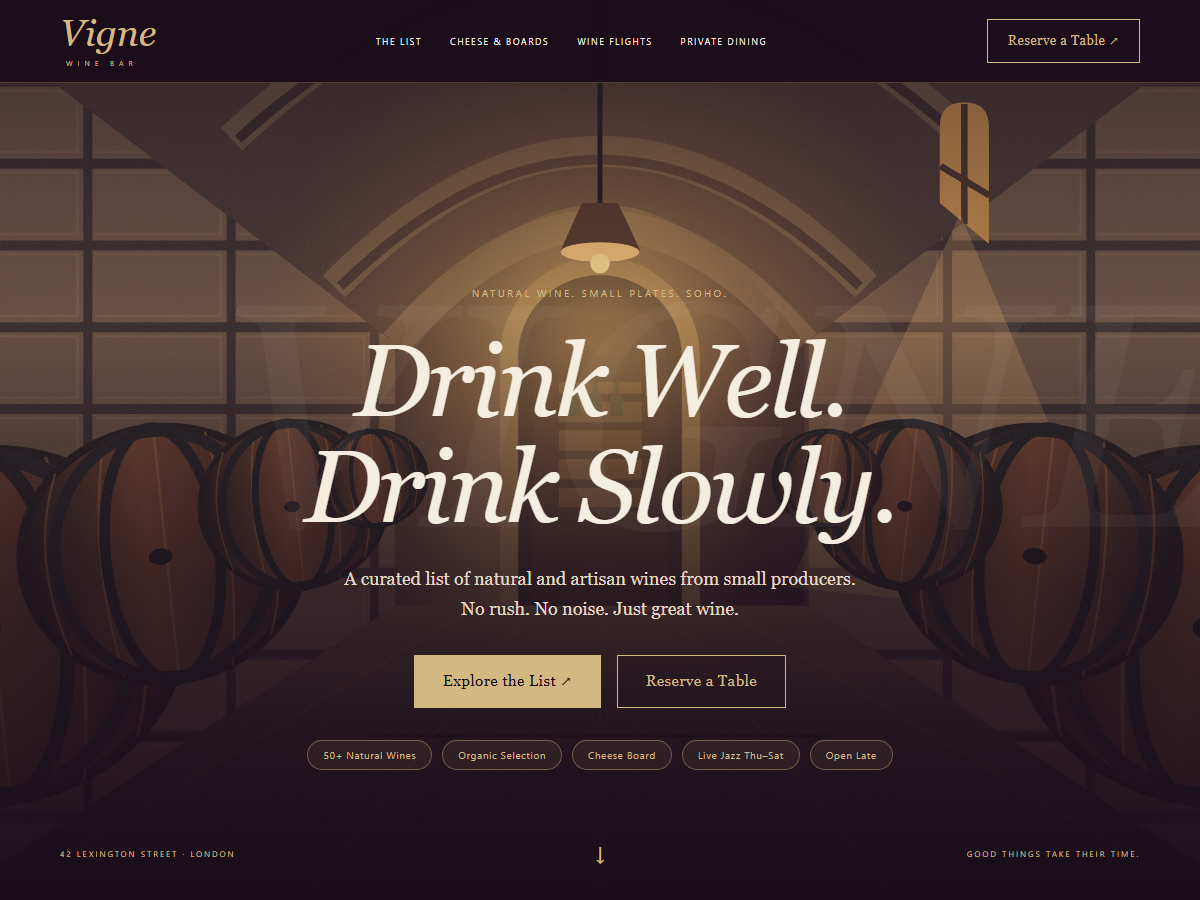 Vigne
WINE BAR
THE LIST
CHEESE & BOARDS
WINE FLIGHTS
PRIVATE DINING
Reserve a Table ↗
NATURAL WINE. SMALL PLATES. SOHO.
VIGNE
Drink Well.
Drink Slowly.
A curated list of natural and artisan wines from small producers.
No rush. No noise. Just great wine.
Explore the List ↗
Reserve a Table
50+ Natural Wines
Organic Selection
Cheese Board
Live Jazz Thu–Sat
Open Late
42 LEXINGTON STREET · LONDON
↓
GOOD THINGS TAKE THEIR TIME.